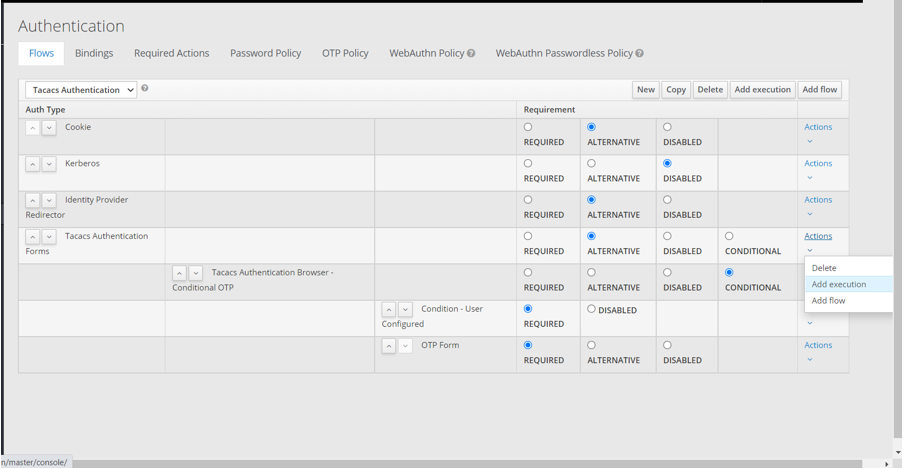 Authentication
Flows Bindings Required Actions Password Policy OTP Policy WebAuthn Policy WebAuthn Passwordless Policy
Tacacs Authentication New Copy Delete Add execution Add flow
Auth Type Requirement
Cookie Actions
REQUIRED ALTERNATIVE DISABLED
Kerberos Actions
REQUIRED ALTERNATIVE DISABLED
Identity Provider Actions
Redirector REQUIRED ALTERNATIVE DISABLED
Tacacs Authentication Actions
Forms REQUIRED ALTERNATIVE DISABLED CONDITIONAL
Delete
Add execution
Add flow
Tacacs Authentication Browser -
Conditional OTP REQUIRED ALTERNATIVE DISABLED CONDITIONAL
Condition - User DISABLED
Configured REQUIRED
OTP Form Actions
REQUIRED ALTERNATIVE DISABLED
n/master/console/